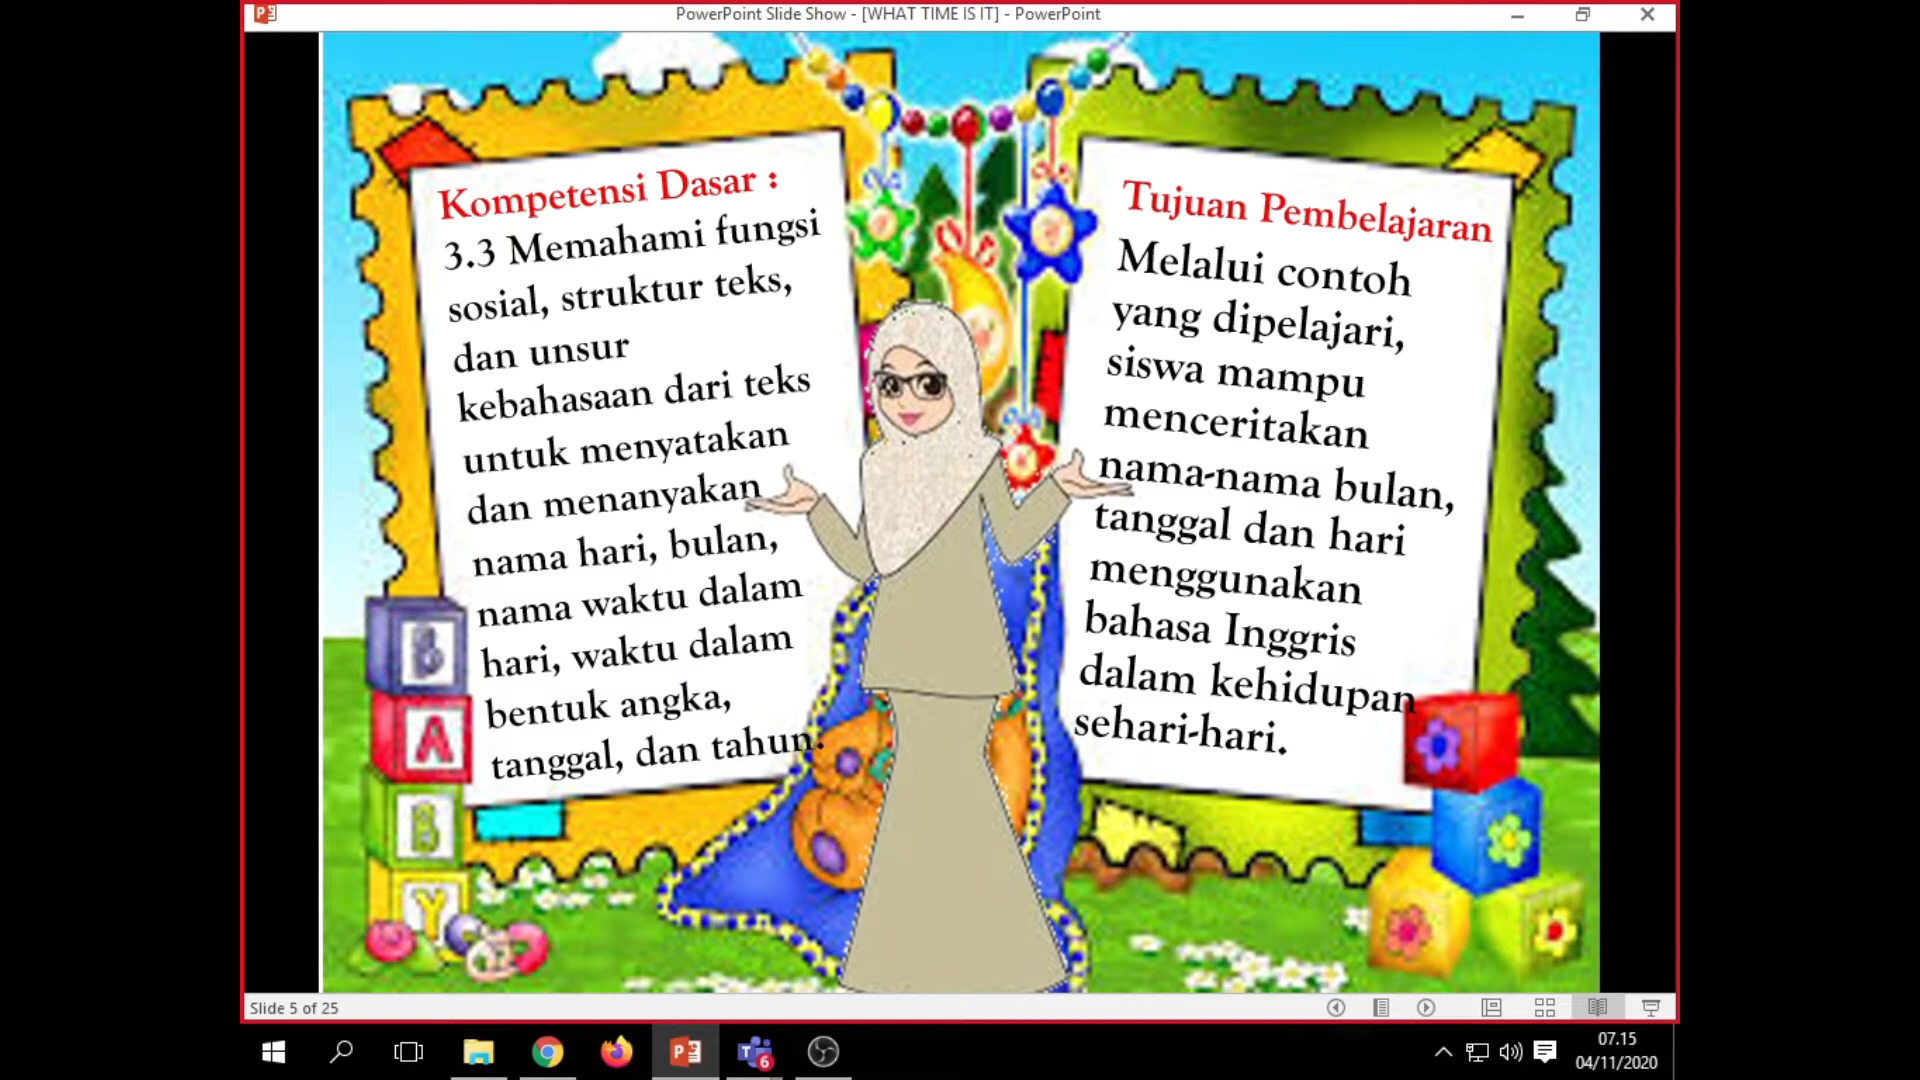 PowerPoint Slide Show - [WHAT TIME IS IT] - PowerPoint
Kompetensi Dasar :
3.3 Memahami fungsi
sosial, struktur teks,
dan unsur
kebahasaan dari teks
untuk menyatakan
dan menanyakan
nama hari, bulan,
nama waktu dalam
hari, waktu dalam
bentuk angka,
tanggal, dan tahun.
Tujuan Pembelajaran
Melalui contoh
yang dipelajari,
siswa mampu
menceritakan
nama-nama bulan,
tanggal dan hari
menggunakan
bahasa Inggris
dalam kehidupan
sehari-hari.
B
A
B
Y
Slide 5 of 25
6
07.15
04/11/2020